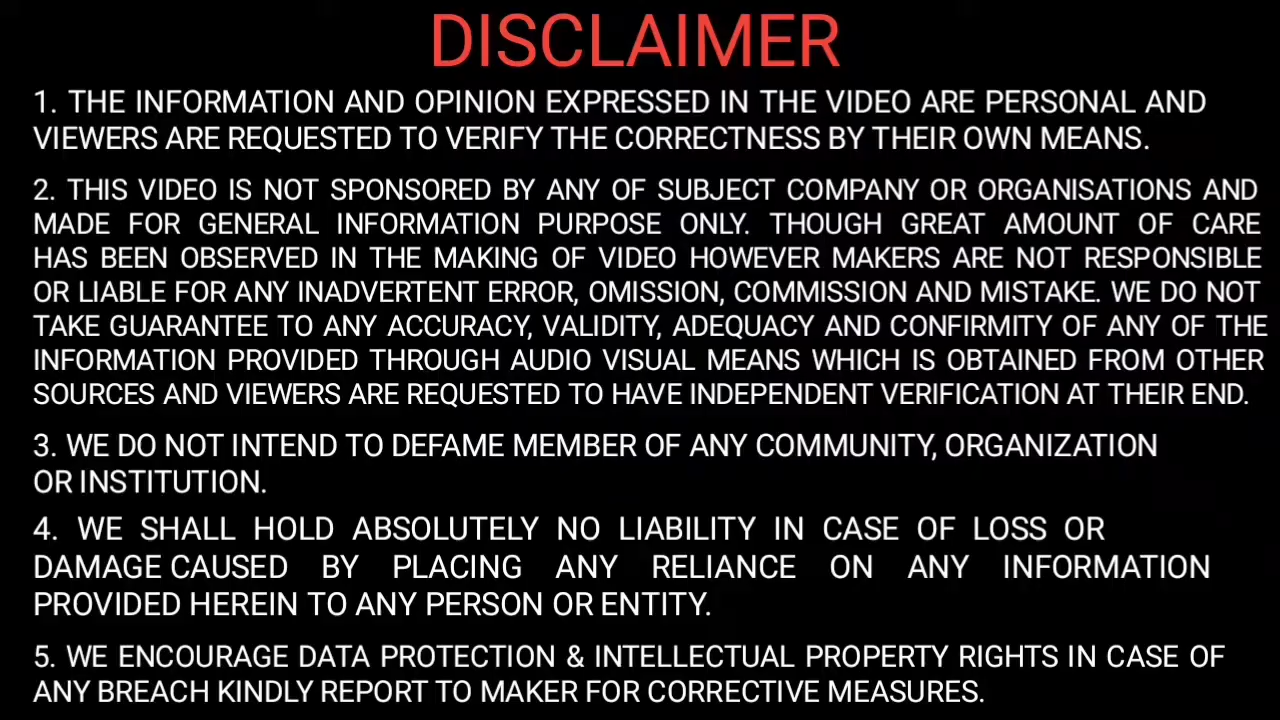 DISCLAIMER
1. THE INFORMATION AND OPINION EXPRESSED IN THE VIDEO ARE PERSONAL AND
VIEWERS ARE REQUESTED TO VERIFY THE CORRECTNESS BY THEIR OWN MEANS.
2. THIS VIDEO IS NOT SPONSORED BY ANY OF SUBJECT COMPANY OR ORGANISATIONS AND
MADE FOR GENERAL INFORMATION PURPOSE ONLY. THOUGH GREAT AMOUNT OF CARE
HAS BEEN OBSERVED IN THE MAKING OF VIDEO HOWEVER MAKERS ARE NOT RESPONSIBLE
OR LIABLE FOR ANY INADVERTENT ERROR, OMISSION, COMMISSION AND MISTAKE. WE DO NOT
TAKE GUARANTEE TO ANY ACCURACY, VALIDITY, ADEQUACY AND CONFIRMITY OF ANY OF THE
INFORMATION PROVIDED THROUGH AUDIO VISUAL MEANS WHICH IS OBTAINED FROM OTHER
SOURCES AND VIEWERS ARE REQUESTED TO HAVE INDEPENDENT VERIFICATION AT THEIR END.
3. WE DO NOT INTEND TO DEFAME MEMBER OF ANY COMMUNITY, ORGANIZATION
OR INSTITUTION.
4. WE SHALL HOLD ABSOLUTELY NO LIABILITY IN CASE OF LOSS OR
DAMAGE CAUSED BY PLACING ANY RELIANCE ON ANY INFORMATION
PROVIDED HEREIN TO ANY PERSON OR ENTITY.
5. WE ENCOURAGE DATA PROTECTION & INTELLECTUAL PROPERTY RIGHTS IN CASE OF
ANY BREACH KINDLY REPORT TO MAKER FOR CORRECTIVE MEASURES.